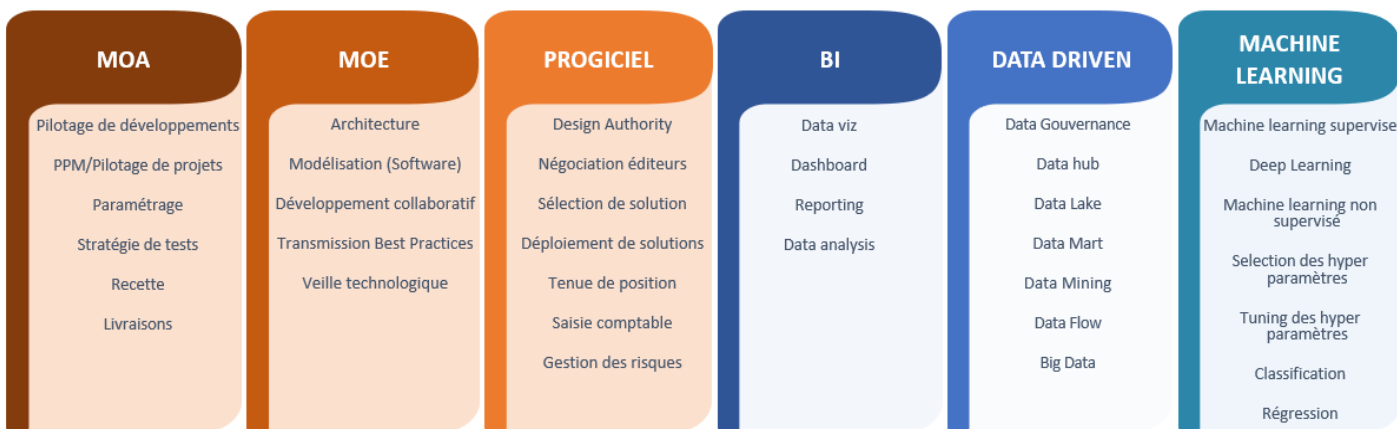 MOA
Pilotage de développements
PPM/Pilotage de projets
Paramétrage
Stratégie de tests
Recette
Livraisons
MOE
Architecture
Modélisation (Software)
Développement collaboratif
Transmission Best Practices
Veille technologique
PROGICIEL
Design Authority
Négociation éditeurs
Sélection de solution
Déploiement de solutions
Tenue de position
Saisie comptable
Gestion des risques
BI
Data viz
Dashboard
Reporting
Data analysis
DATA DRIVEN
Data Gouvernance
Data hub
Data Lake
Data Mart
Data Mining
Data Flow
Big Data
MACHINE
LEARNING
Machine learning supervise
Deep Learning
Machine learning non
supervisé
Selection des hyper
paramètres
Tuning des hyper
paramètres
Classification
Régression